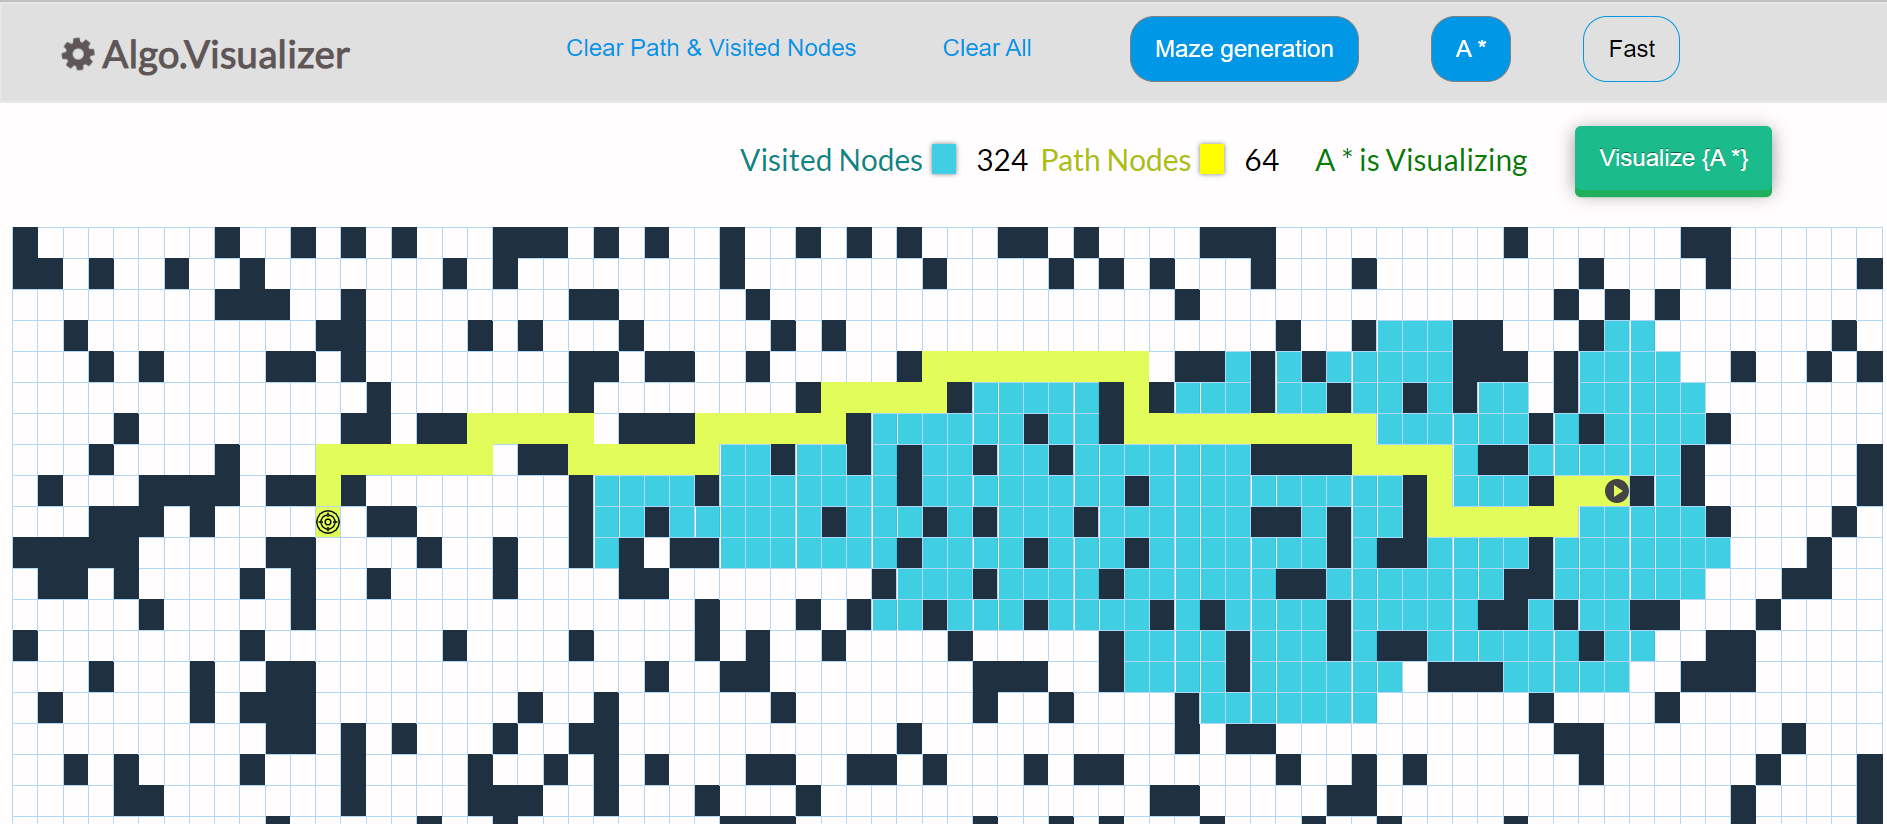 Algo.Visualizer
Clear Path & Visited Nodes
Clear All
Maze generation
A *
Fast
Visited Nodes 324 Path Nodes 64 A * is Visualizing
Visualize {A *}